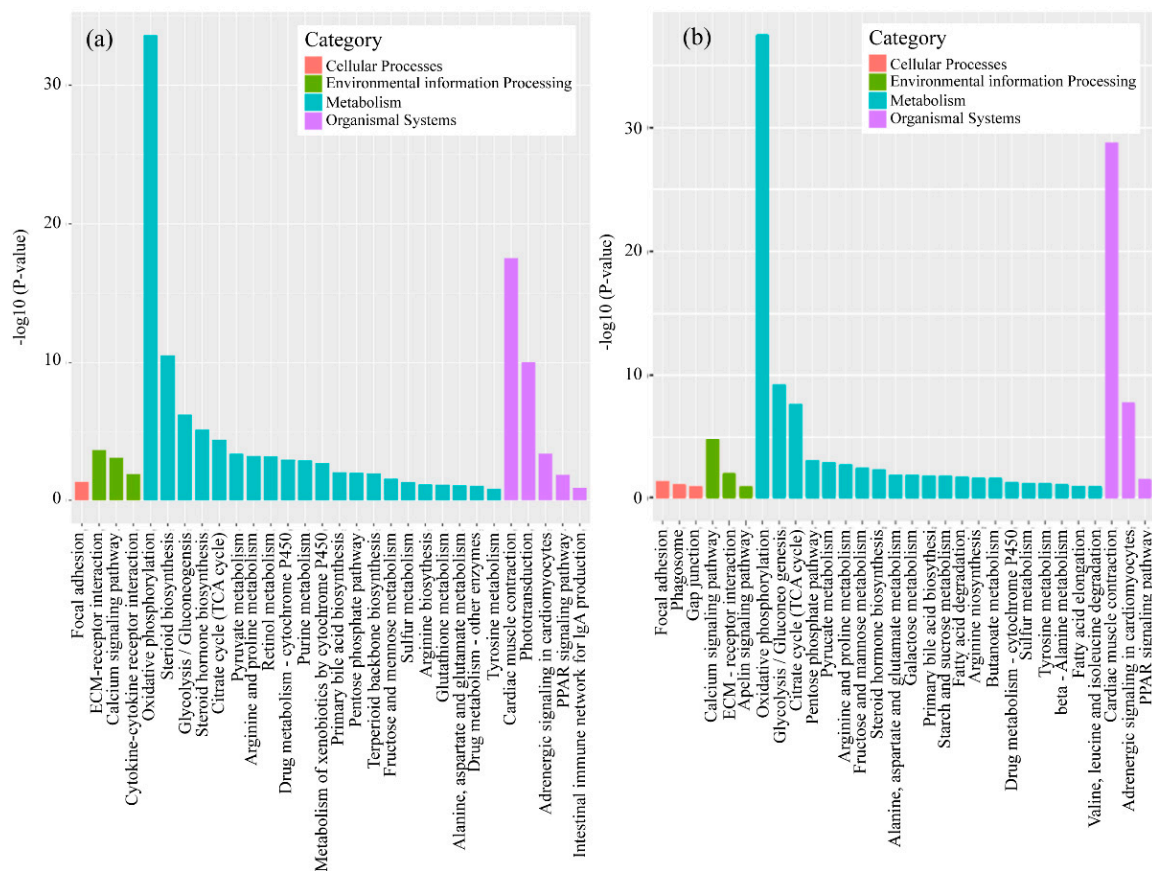 (a)
Category
Cellular Processes
Environmental information Processing
Metabolism
Organismal Systems
30
20
10
0
-log10 (P-value)
Focal adhesion
ECM-receptor interaction
Calcium signaling pathway
Cytokine-cytokine receptor interaction
Oxidative phosphorylation
Sterioid biosynthesis
Glycolysis / Gluconeogensis
Steroid hormone biosynthesis
Citrate cycle (TCA cycle)
Pyruvate metabolism
Arginine and proline metabolism
Retinol metabolism
Drug metabolism - cytochrome P450
Purine metabolism
Metabolism of xenobiotics by cytochrome P450
Primary bile acid biosynthesis
Pentose phosphate pathway
Terperioid backbone biosynthesis
Fructose and mennose metabolism
Sulfur metabolism
Arginine biosythesis
Glutathione metabolism
Alanine, aspartate and glutamate metabolism
Drug metabolism - other enzymes
Tyrosine metabolism
Cardiac muscle contraction
Phototransduction
Adrenergic signaling in cardiomyocytes
PPAR signaling pathway
Intestinal immune network for IgA production
(b)
Category
Cellular Processes
Environmental information Processing
Metabolism
Organismal Systems
30
20
10
0
-log10 (P-value)
Focal adhesion
Phagosome
Gap junction
Calcium signaling pathway
ECM - receptor interaction
Apelin signaling pathway
Oxidative phosphorylation
Glycolysis / Gluconeo genesis
Citrate cycle (TCA cycle)
Pentose phosphate pathway
Pyrucate metabolism
Arginine and proline metabolism
Fructose and mannose metabolism
Steroid hormone biosynthesis
Alanine, aspartate and glutamate metabolism
Galactose metabolism
Primary bile acid biosythesi
Starch and sucrose metabolism
Fatty acid degradation
Arginine niosynthesis
Butanoate metabolism
Drug metabolism - cytochrome P450
Sulfur metabolism
Tyrosine metabolism
beta - Alanine metabolism
Fatty acid elongation
Valine, leucine and isoleucine degradation
Cardiac muscle contraction
Adrenergic signaling in cardiomyocytes
PPAR signaling pathway